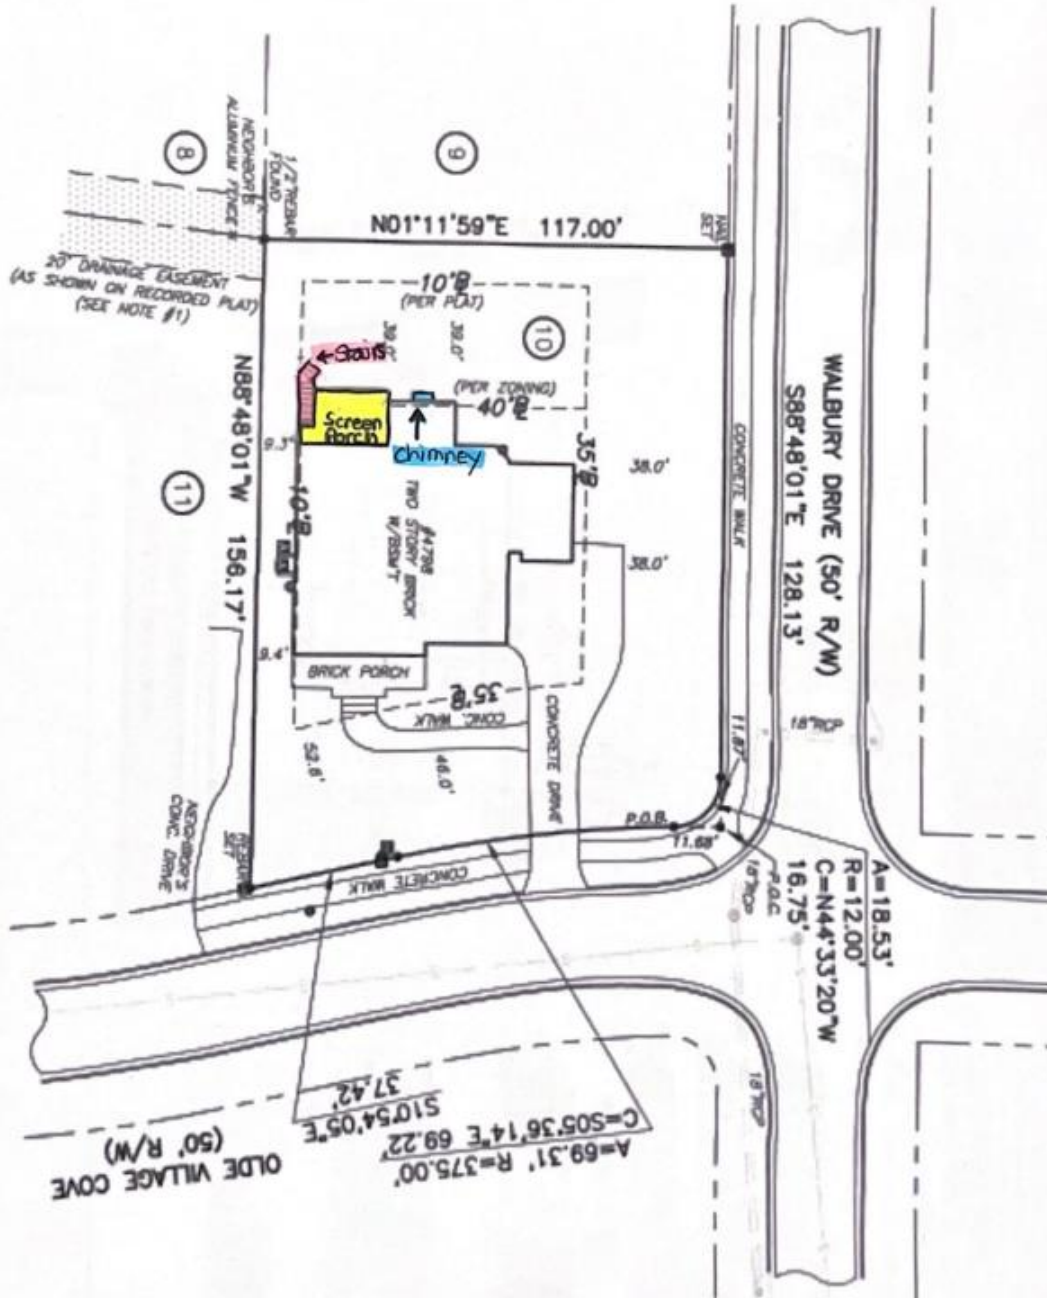 8
9
10
11
NEIGHBOR'S
ALUMINUM FENCE
1/2"REBAR
FOUND
NAIL
SET
N01°11'59"E 117.00'
20' DRAINAGE EASEMENT
(AS SHOWN ON RECORDED PLAT)
(SEE NOTE #1)
10'B
(PER PLAT)
39.0'
39.0'
(PER ZONING)
40'B
←Stairs
Screen
Porch
Chimney
9.3'
35'B
38.0'
38.0'
10'B
#4798
TWO STORY BRICK
W/BSM'T
N88°48'01"W 156.17'
9.4'
BRICK PORCH
35'B
CONC. WALK
CONCRETE DRIVE
52.6'
46.0'
NEIGHBOR'S
CONC. DRIVE
REBAR
SET
CONCRETE WALK
CONCRETE WALK
WALBURY DRIVE (50' R/W)
S88°48'01"E 128.13'
18"RCP
11.87'
P.O.B.
11.68'
P.O.C.
18"RCP
A=18.53'
R=12.00'
C=N44°33'20"W
16.75'
18"RCP
S10°54'05"E
37.42'
A=69.31' R=375.00'
C=S05°36'14"E 69.22'
OLDE VILLAGE COVE
(50' R/W)